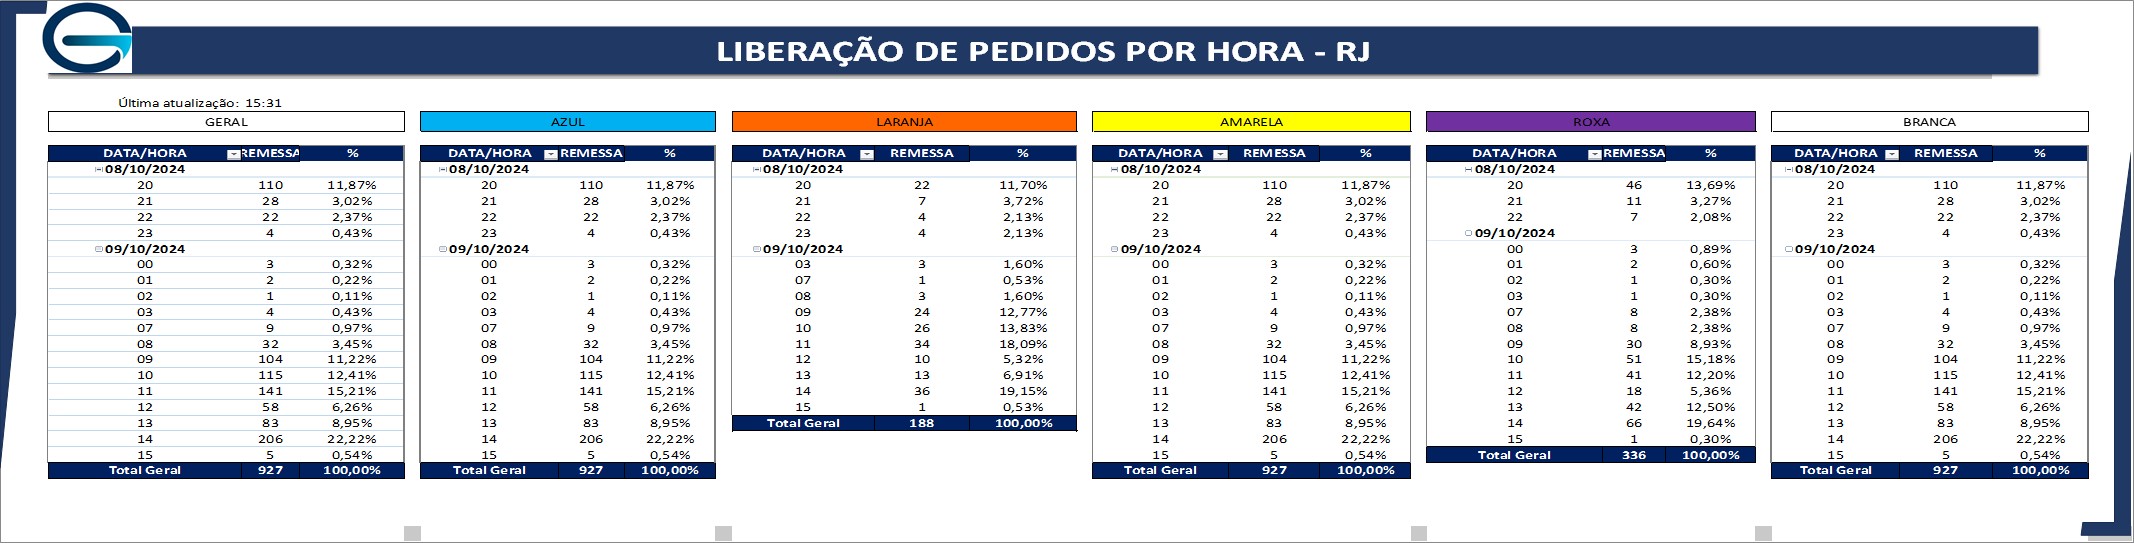 LIBERAÇÃO DE PEDIDOS POR HORA - RJ
Última atualização: 15:31
GERAL
DATA/HORA REMESSA %
08/10/2024
20 110 11,87%
21 28 3,02%
22 22 2,37%
23 4 0,43%
09/10/2024
00 3 0,32%
01 2 0,22%
02 1 0,11%
03 4 0,43%
07 9 0,97%
08 32 3,45%
09 104 11,22%
10 115 12,41%
11 141 15,21%
12 58 6,26%
13 83 8,95%
14 206 22,22%
15 5 0,54%
Total Geral 927 100,00%
AZUL
DATA/HORA REMESSA %
08/10/2024
20 110 11,87%
21 28 3,02%
22 22 2,37%
23 4 0,43%
09/10/2024
00 3 0,32%
01 2 0,22%
02 1 0,11%
03 4 0,43%
07 9 0,97%
08 32 3,45%
09 104 11,22%
10 115 12,41%
11 141 15,21%
12 58 6,26%
13 83 8,95%
14 206 22,22%
15 5 0,54%
Total Geral 927 100,00%
LARANJA
DATA/HORA REMESSA %
08/10/2024
20 22 11,70%
21 7 3,72%
22 4 2,13%
23 4 2,13%
09/10/2024
03 3 1,60%
07 1 0,53%
08 3 1,60%
09 24 12,77%
10 26 13,83%
11 34 18,09%
12 10 5,32%
13 13 6,91%
14 36 19,15%
15 1 0,53%
Total Geral 188 100,00%
AMARELA
DATA/HORA REMESSA %
08/10/2024
20 110 11,87%
21 28 3,02%
22 22 2,37%
23 4 0,43%
09/10/2024
00 3 0,32%
01 2 0,22%
02 1 0,11%
03 4 0,43%
07 9 0,97%
08 32 3,45%
09 104 11,22%
10 115 12,41%
11 141 15,21%
12 58 6,26%
13 83 8,95%
14 206 22,22%
15 5 0,54%
Total Geral 927 100,00%
ROXA
DATA/HORA REMESSA %
08/10/2024
20 46 13,69%
21 11 3,27%
22 7 2,08%
09/10/2024
00 3 0,89%
01 2 0,60%
02 1 0,30%
03 1 0,30%
07 8 2,38%
08 8 2,38%
09 30 8,93%
10 51 15,18%
11 41 12,20%
12 18 5,36%
13 42 12,50%
14 66 19,64%
15 1 0,30%
Total Geral 336 100,00%
BRANCA
DATA/HORA REMESSA %
08/10/2024
20 110 11,87%
21 28 3,02%
22 22 2,37%
23 4 0,43%
09/10/2024
00 3 0,32%
01 2 0,22%
02 1 0,11%
03 4 0,43%
07 9 0,97%
08 32 3,45%
09 104 11,22%
10 115 12,41%
11 141 15,21%
12 58 6,26%
13 83 8,95%
14 206 22,22%
15 5 0,54%
Total Geral 927 100,00%